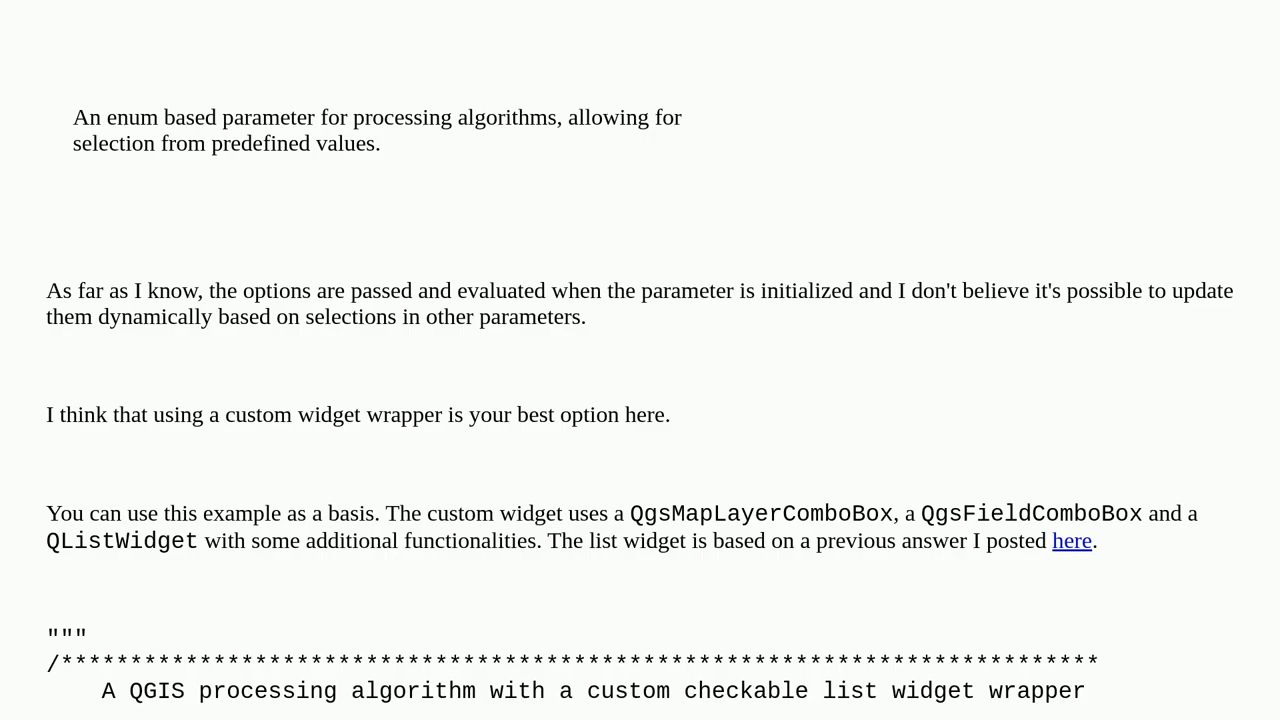 An enum based parameter for processing algorithms, allowing for
selection from predefined values.
As far as I know, the options are passed and evaluated when the parameter is initialized and I don't believe it's possible to update
them dynamically based on selections in other parameters.
I think that using a custom widget wrapper is your best option here.
You can use this example as a basis. The custom widget uses a QgsMapLayerComboBox, a QgsFieldComboBox and a
QListWidget with some additional functionalities. The list widget is based on a previous answer I posted here.
"""
/***************************************************************************
    A QGIS processing algorithm with a custom checkable list widget wrapper